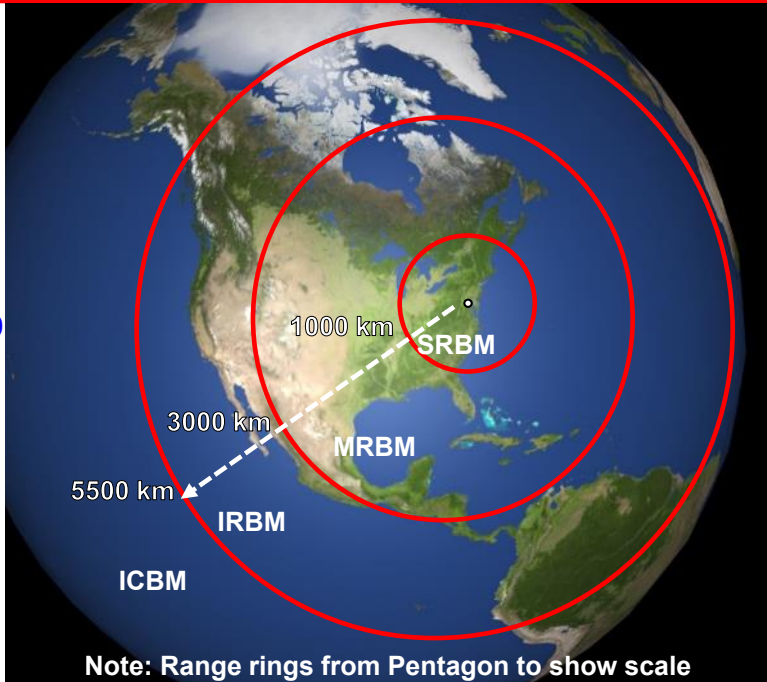 1000 km
SRBM
3000 km
MRBM
5500 km
IRBM
ICBM
Note: Range rings from Pentagon to show scale